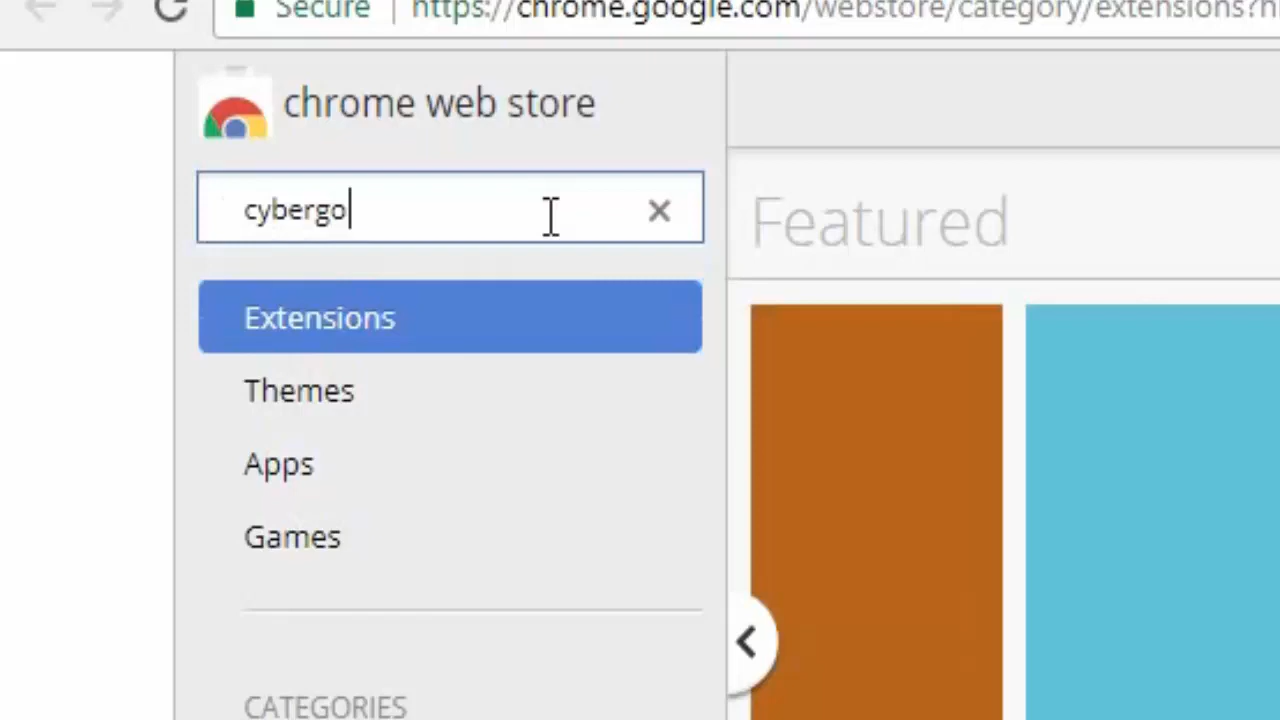 Secure | https://chrome.google.com/webstore/category/extensions?h
chrome web store
cybergo
Featured
Extensions
Themes
Apps
Games
CATEGORIES